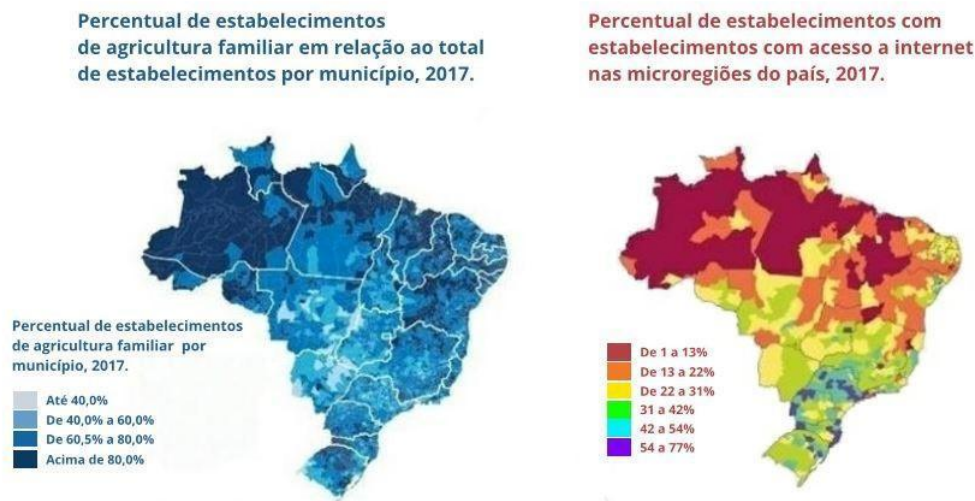 Percentual de estabelecimentos
de agricultura familiar em relação ao total
de estabelecimentos por município, 2017.
Percentual de estabelecimentos com
estabelecimentos com acesso a internet
nas microregiões do país, 2017.
Percentual de estabelecimentos
de agricultura familiar por
município, 2017.
Até 40,0%
De 40,0% a 60,0%
De 60,5% a 80,0%
Acima de 80,0%
De 1 a 13%
De 13 a 22%
De 22 a 31%
31 a 42%
42 a 54%
54 a 77%